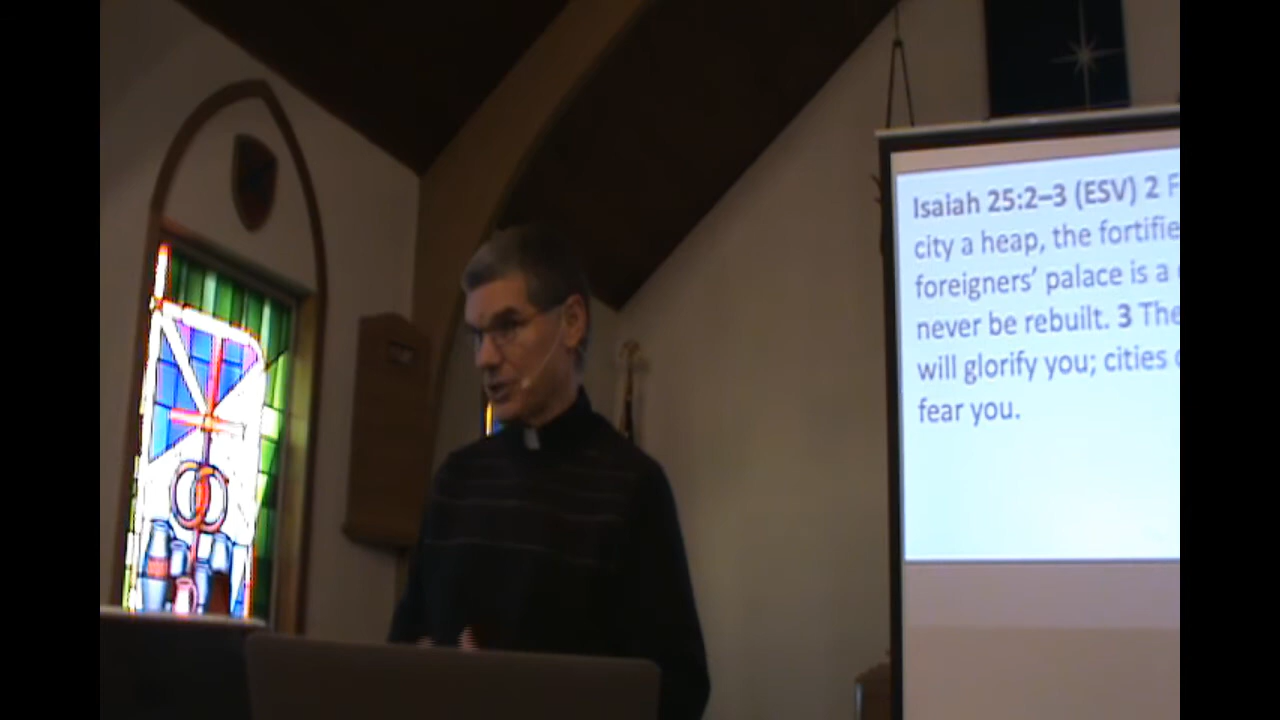 Isaiah 25:2–3 (ESV) 2
city a heap, the
foreigners’ palace is a
never be rebuilt. 3
will glorify you; cities
fear you.